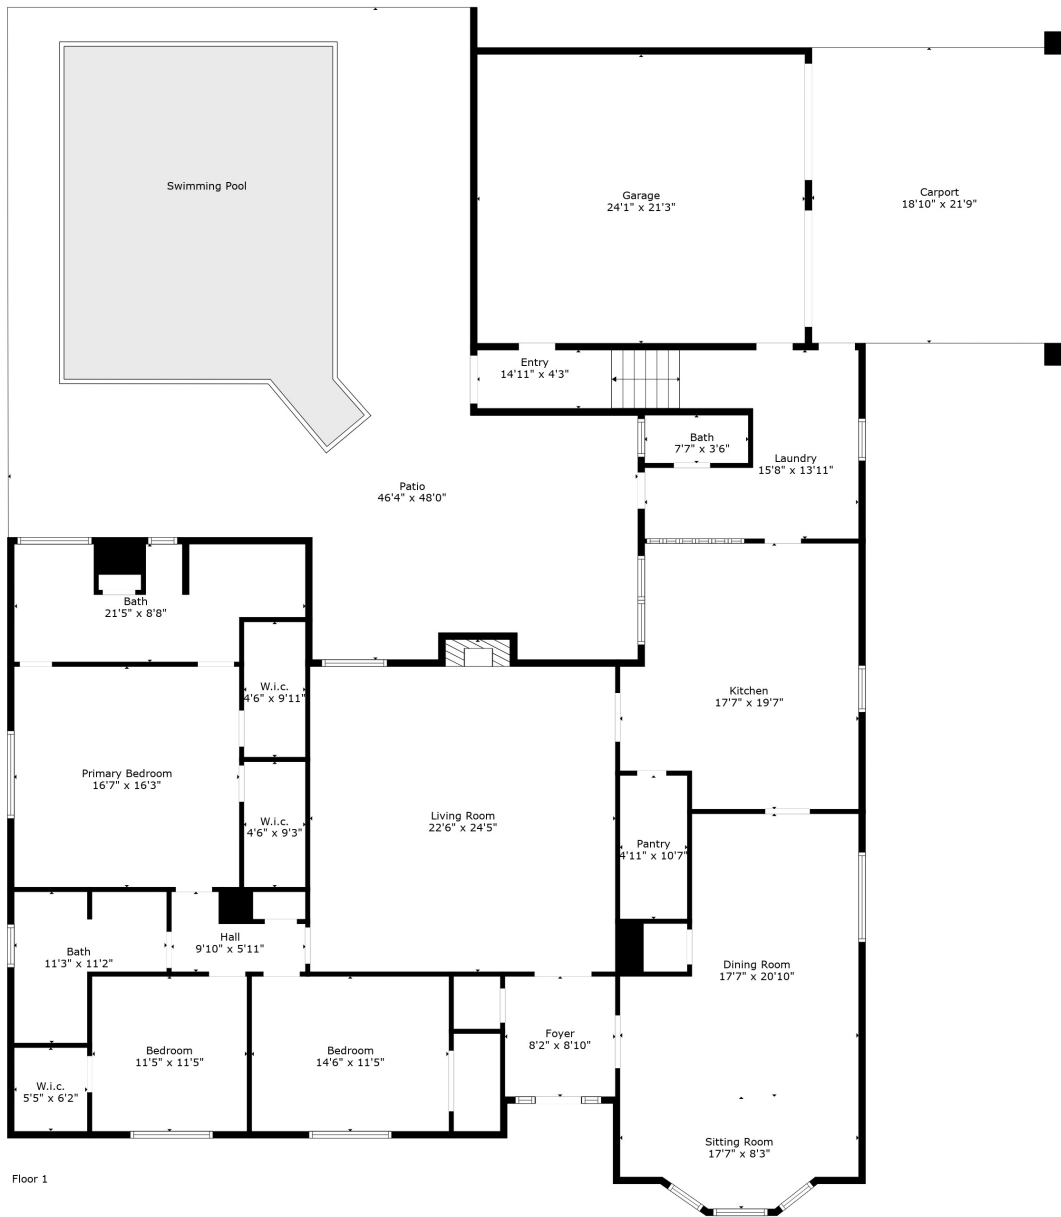 Swimming Pool
Garage
24'1" x 21'3"
Carport
18'10" x 21'9"
Entry
14'11" x 4'3"
Bath
7'7" x 3'6"
Laundry
15'8" x 13'11"
Patio
46'4" x 48'0"
Bath
21'5" x 8'8"
W.i.c.
4'6" x 9'11"
Kitchen
17'7" x 19'7"
Primary Bedroom
16'7" x 16'3"
W.i.c.
4'6" x 9'3"
Living Room
22'6" x 24'5"
Pantry
4'11" x 10'7"
Hall
9'10" x 5'11"
Bath
11'3" x 11'2"
Dining Room
17'7" x 20'10"
Foyer
8'2" x 8'10"
Bedroom
11'5" x 11'5"
Bedroom
14'6" x 11'5"
W.i.c.
5'5" x 6'2"
Sitting Room
17'7" x 8'3"
Floor 1